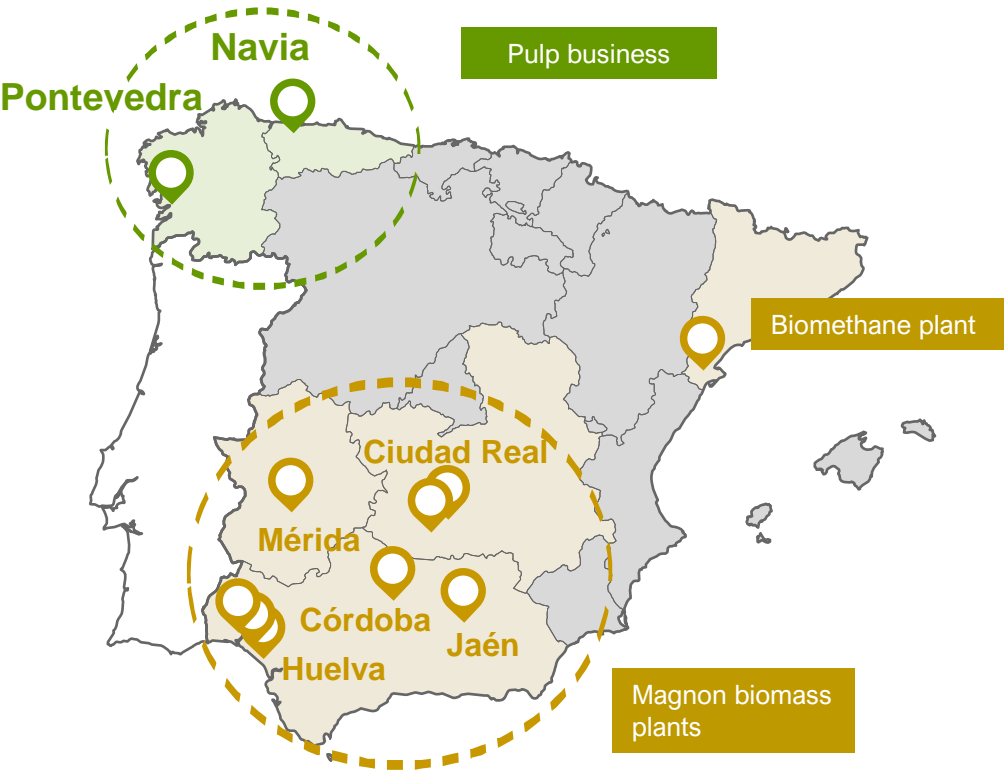 Navia
Pulp business
Pontevedra
Biomethane plant
Ciudad Real
Mérida
Córdoba
Jaén
Huelva
Magnon biomass
plants